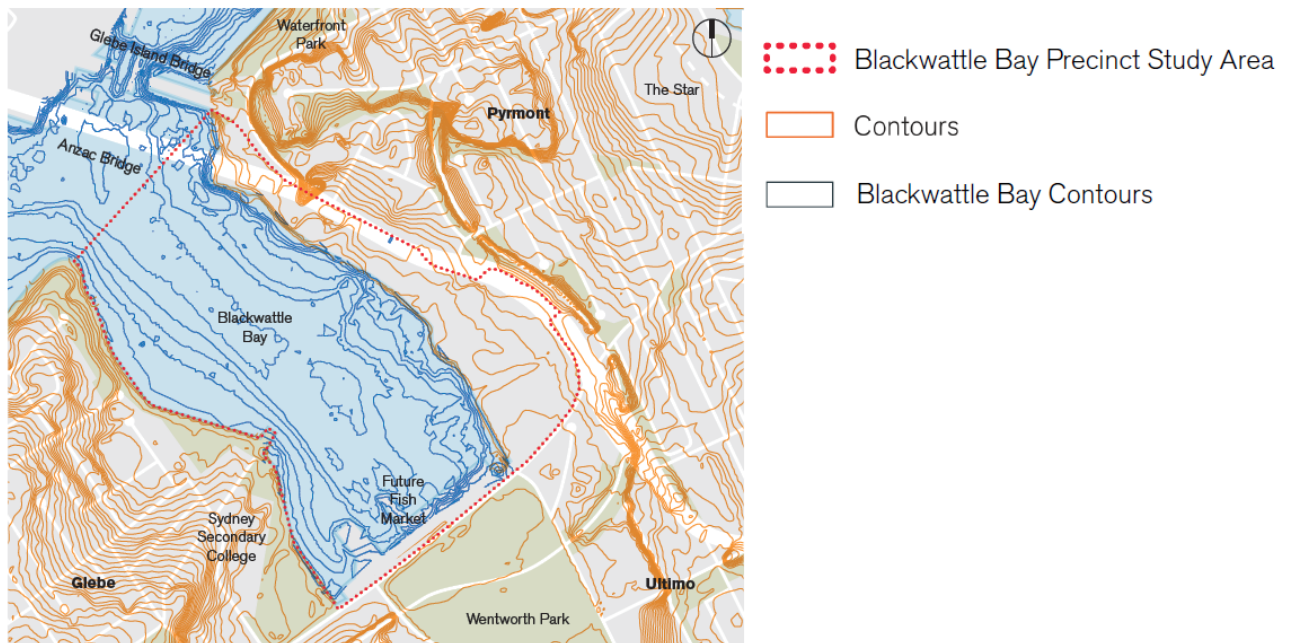 Waterfront
Park
Glebe Island Bridge
The Star
Pyrmont
Anzac Bridge
Blackwattle
Bay
Future
Fish
Market
Sydney
Secondary
College
Glebe
Ultimo
Wentworth Park
Blackwattle Bay Precinct Study Area
Contours
Blackwattle Bay Contours